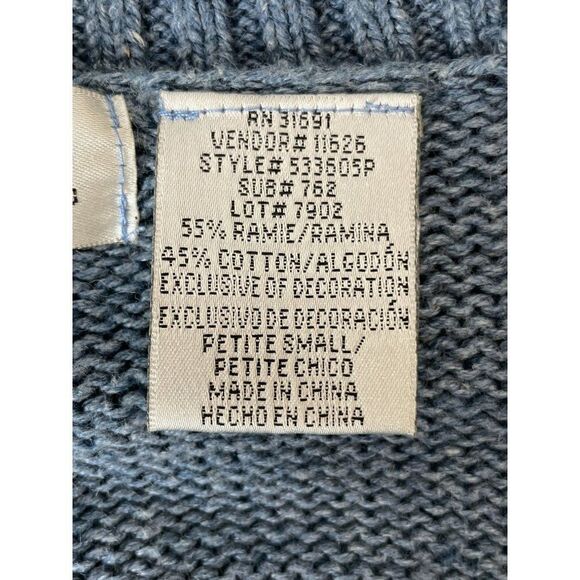 RN 31691
VENDOR# 11626
STYLE# 533605P
SUB# 762
LOT# 7902
55% RAMIE/RAMINA
45% COTTON/ALGODÓN
EXCLUSIVE OF DECORATION
EXCLUSIVO DE DECORACIÓN
PETITE SMALL/
PETITE CHICO
MADE IN CHINA
HECHO EN CHINA